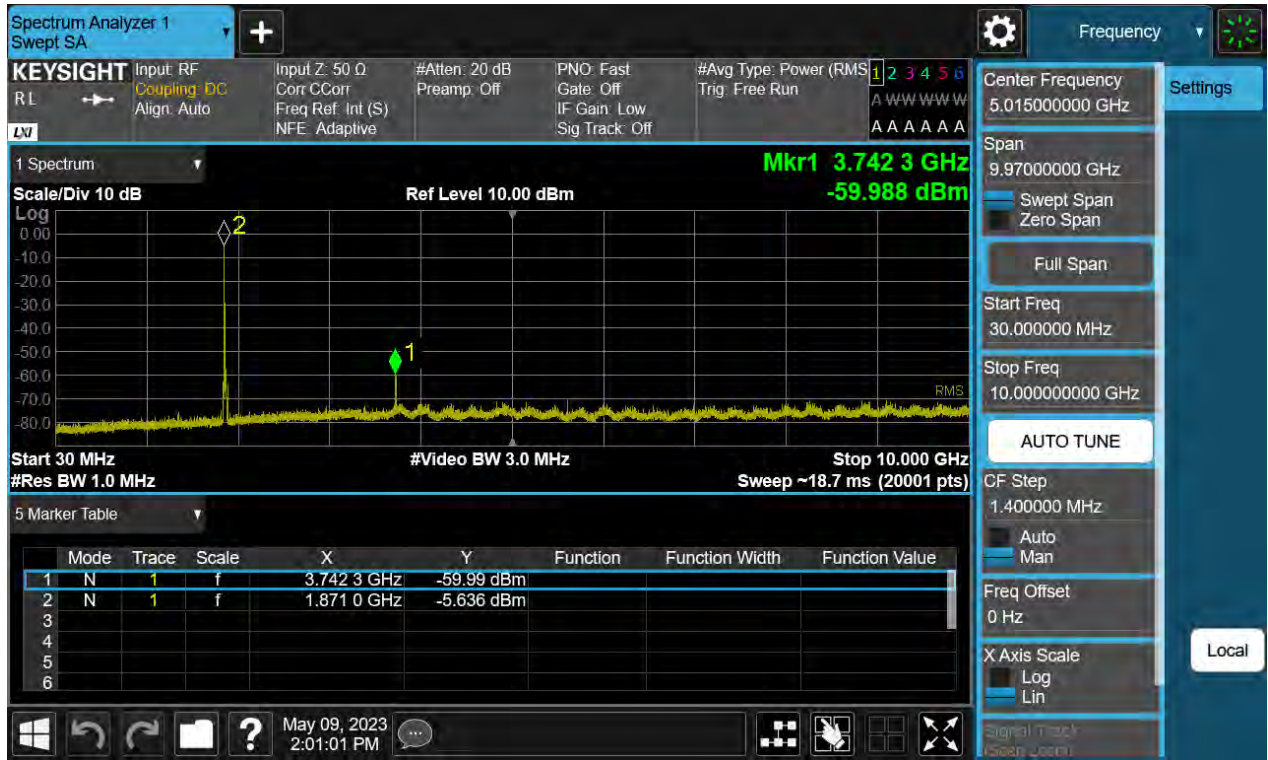 Spectrum Analyzer 1
Swept SA
+
Frequency
KEYSIGHT
RL
LXI
Input: RF
Coupling: DC
Align: Auto
Input Z: 50 Ω
Corr CCorr
Freq Ref: Int (S)
NFE: Adaptive
#Atten: 20 dB
Preamp: Off
PNO: Fast
Gate: Off
IF Gain: Low
Sig Track: Off
#Avg Type: Power (RMS
Trig: Free Run
1 2 3 4 5 6
A W W W W W
A A A A A A
1 Spectrum
Mkr1 3.742 3 GHz
Scale/Div 10 dB
Ref Level 10.00 dBm
-59.988 dBm
Log
0.00
-10.0
-20.0
-30.0
-40.0
-50.0
-60.0
-70.0
-80.0
2
1
RMS
Start 30 MHz
#Video BW 3.0 MHz
Stop 10.000 GHz
#Res BW 1.0 MHz
Sweep ~18.7 ms (20001 pts)
5 Marker Table
Mode Trace Scale X Y Function Function Width Function Value
1 N 1 f 3.742 3 GHz -59.99 dBm
2 N 1 f 1.871 0 GHz -5.636 dBm
3
4
5
6
?
May 09, 2023
2:01:01 PM
Center Frequency
5.015000000 GHz
Span
9.97000000 GHz
Swept Span
Zero Span
Full Span
Start Freq
30.000000 MHz
Stop Freq
10.000000000 GHz
AUTO TUNE
CF Step
1.400000 MHz
Auto
Man
Freq Offset
0 Hz
X Axis Scale
Log
Lin
Signal Track
(Span Zoom)
Settings
Local